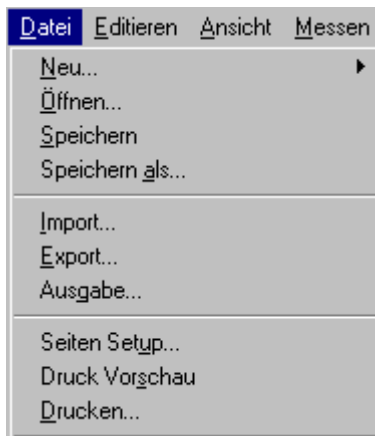 Datei Editieren Ansicht Messen
Neu...
Öffnen...
Speichern
Speichern als...
Import...
Export...
Ausgabe...
Seiten Setup...
Druck Vorschau
Drucken...